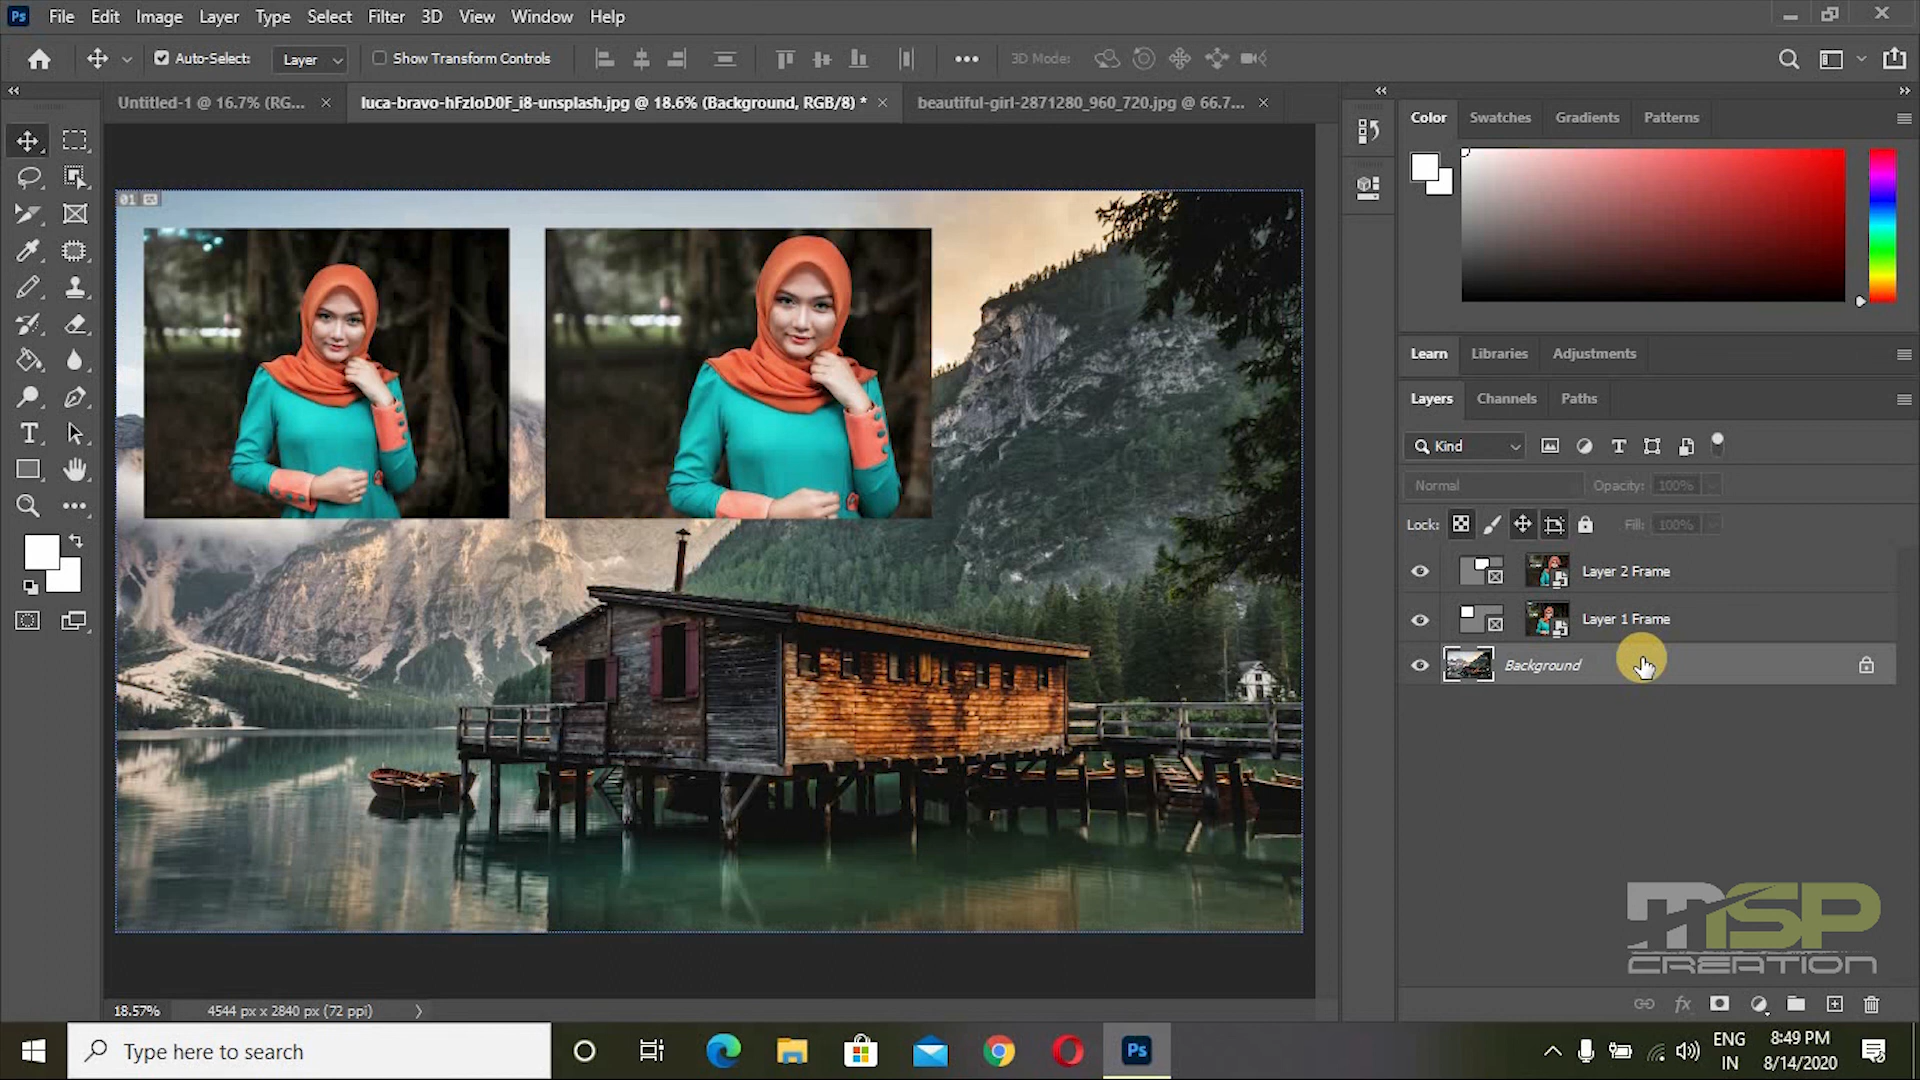 Ps File Edit Image Layer Type Select Filter 3D View Window Help
Auto-Select: Layer Show Transform Controls 3D Mode:
Untitled-1 @ 16.7% (RG... luca-bravo-hFzIoD0F_i8-unsplash.jpg @ 18.6% (Background, RGB/8) * beautiful-girl-2871280_960_720.jpg @ 66.7...
Color Swatches Gradients Patterns
01
Learn Libraries Adjustments
Layers Channels Paths
Kind
Normal Opacity: 100%
Lock: Fill: 100%
Layer 2 Frame
Layer 1 Frame
Background
MSP
CREATION
18.57% 4544 px x 2840 px (72 ppi)
Type here to search
Ps
ENG
IN
8:49 PM
8/14/2020